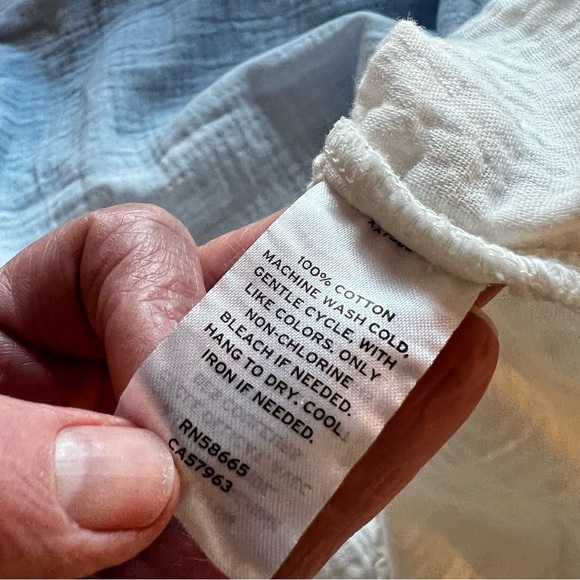 100% COTTON
MACHINE WASH COLD,
GENTLE CYCLE, WITH
LIKE COLORS. ONLY
NON-CHLORINE
BLEACH IF NEEDED.
HANG TO DRY. COOL
IRON IF NEEDED.
RN58665
CA57963